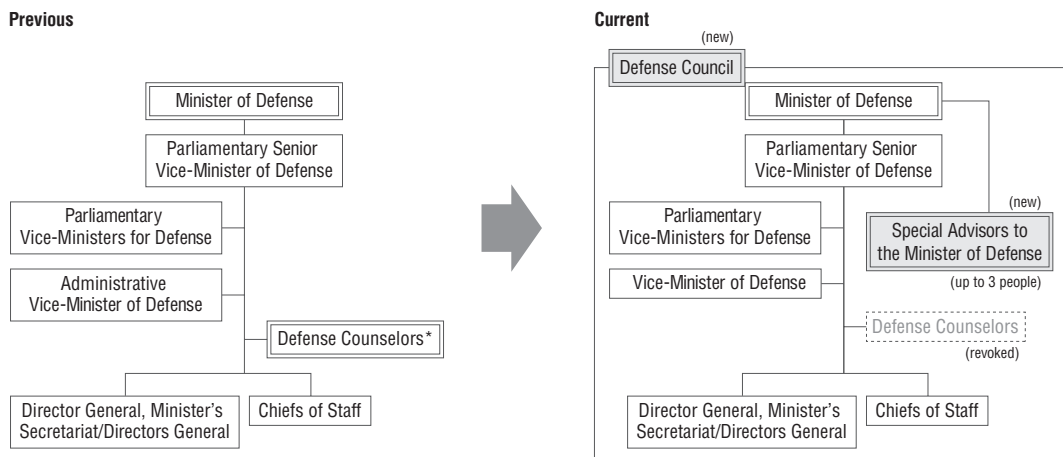 Previous
Minister of Defense
Parliamentary Senior
Vice-Minister of Defense
Parliamentary
Vice-Ministers for Defense
Administrative
Vice-Minister of Defense
Defense Counselors*
Director General, Minister’s
Secretariat/Directors General
Chiefs of Staff
Current
(new)
Defense Council
Minister of Defense
Parliamentary Senior
Vice-Minister of Defense
(new)
Parliamentary
Vice-Ministers for Defense
Special Advisors to
the Minister of Defense
(up to 3 people)
Vice-Minister of Defense
Defense Counselors
(revoked)
Director General, Minister’s
Secretariat/Directors General
Chiefs of Staff